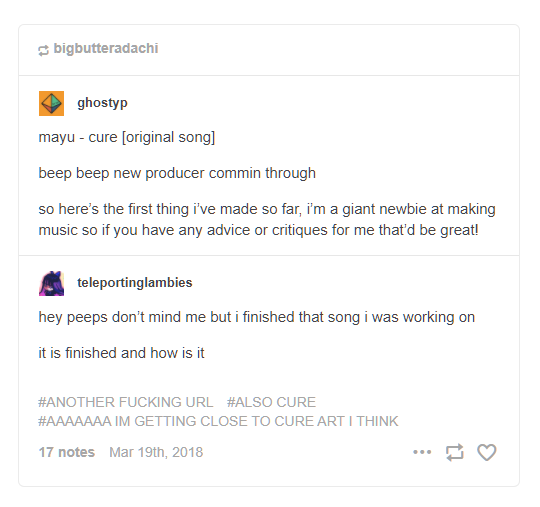 bigbutteradachi
ghostyp
mayu - cure [original song]
beep beep new producer commin through
so here’s the first thing i’ve made so far, i’m a giant newbie at making
music so if you have any advice or critiques for me that’d be great!
teleportinglambies
hey peeps don’t mind me but i finished that song i was working on
it is finished and how is it
#ANOTHER FUCKING URL #ALSO CURE
#AAAAAAA IM GETTING CLOSE TO CURE ART I THINK
17 notes Mar 19th, 2018